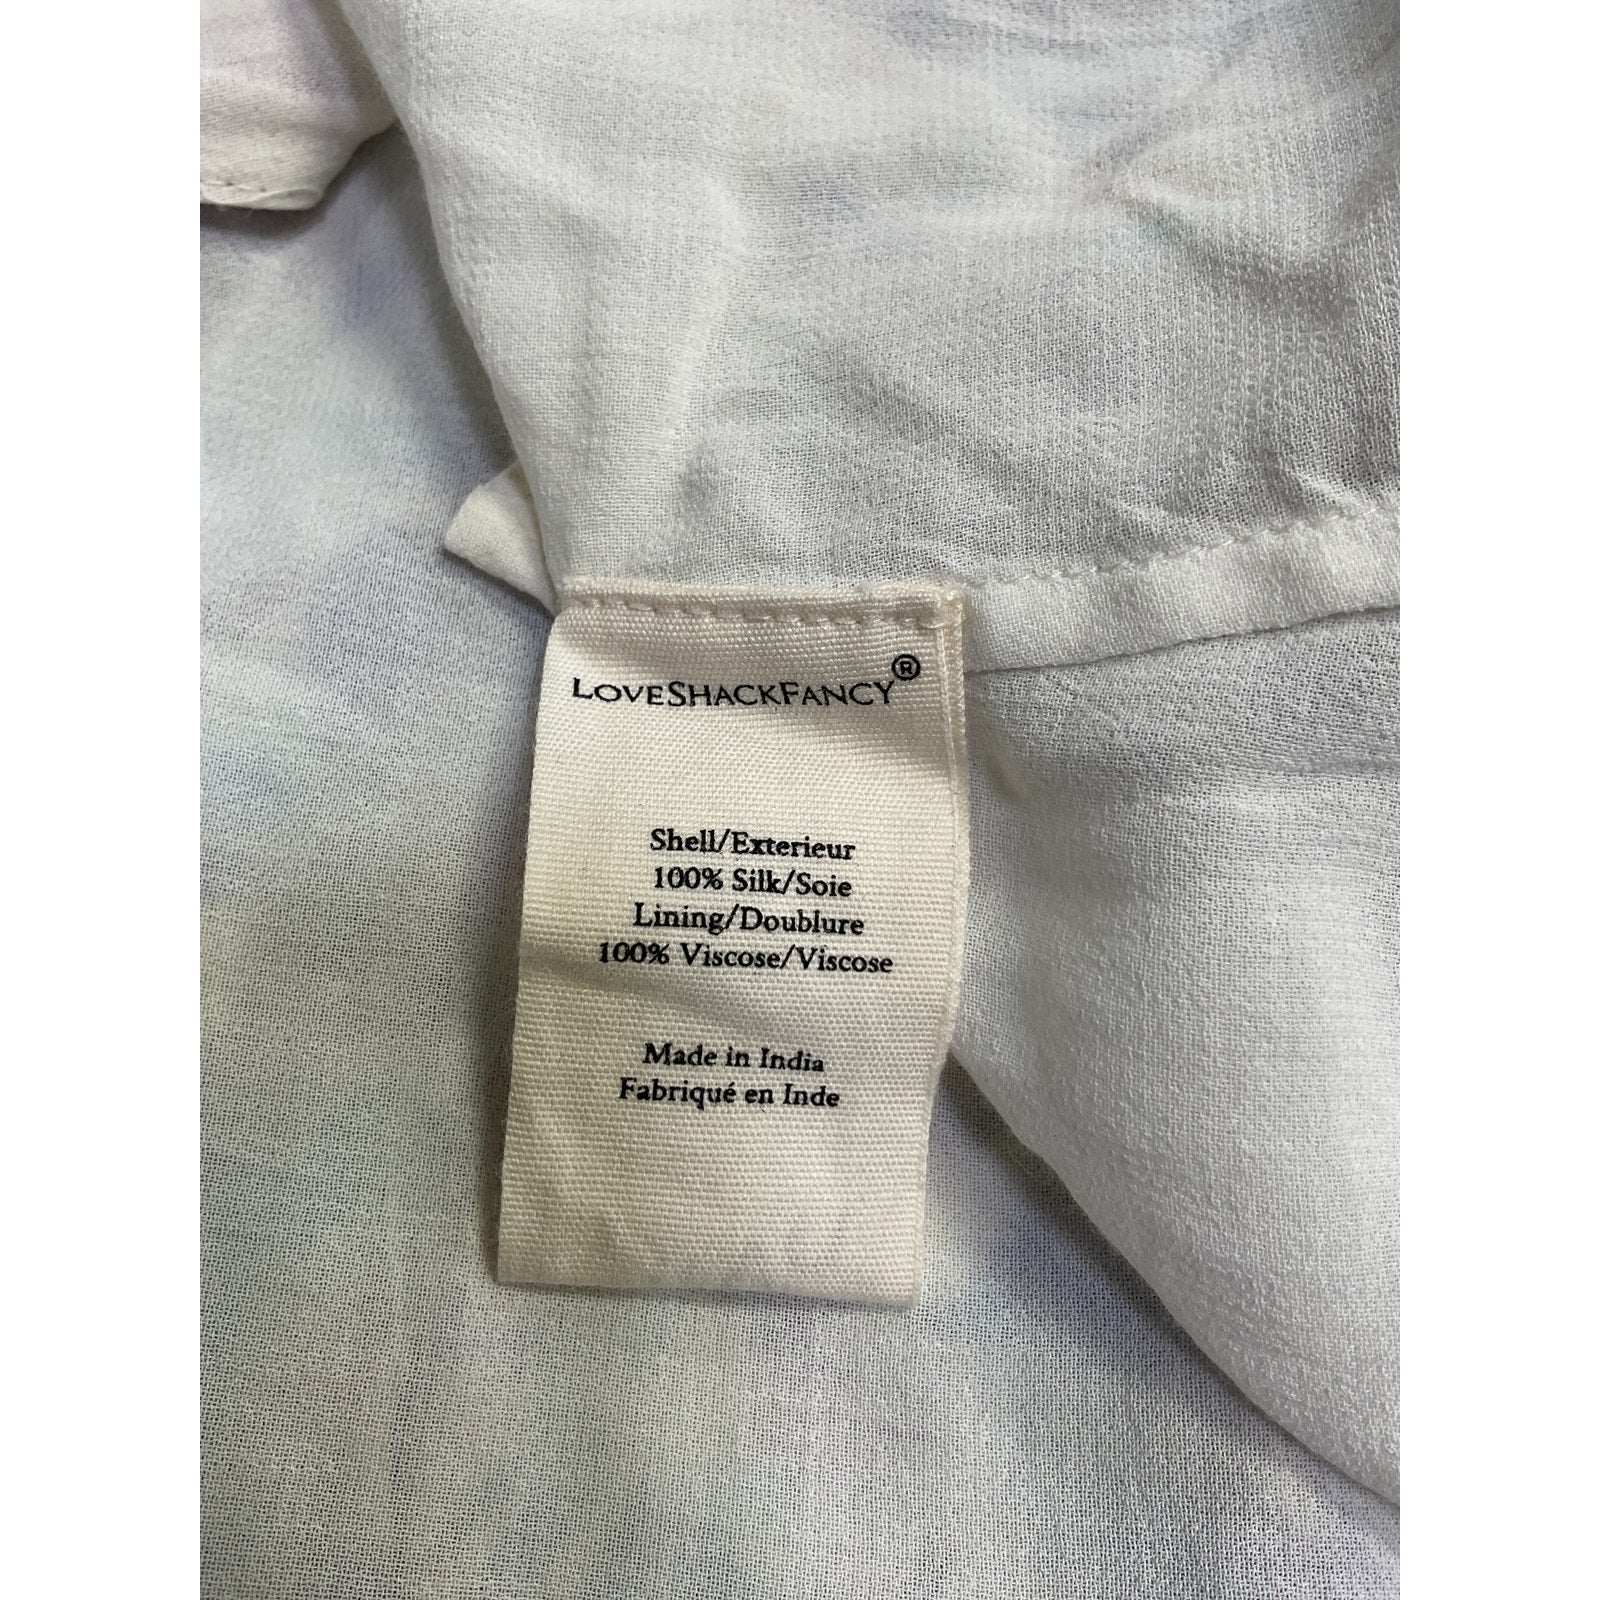 LOVESHACKFANCY®
Shell/Exterieur
100% Silk/Soie
Lining/Doublure
100% Viscose/Viscose
Made in India
Fabriqué en Inde